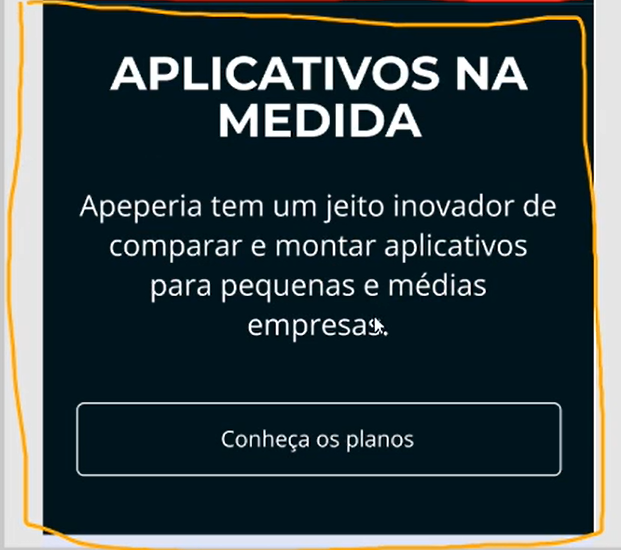 APLICATIVOS NA
MEDIDA
Apeperia tem um jeito inovador de
comparar e montar aplicativos
para pequenas e médias
empresas.
Conheça os planos